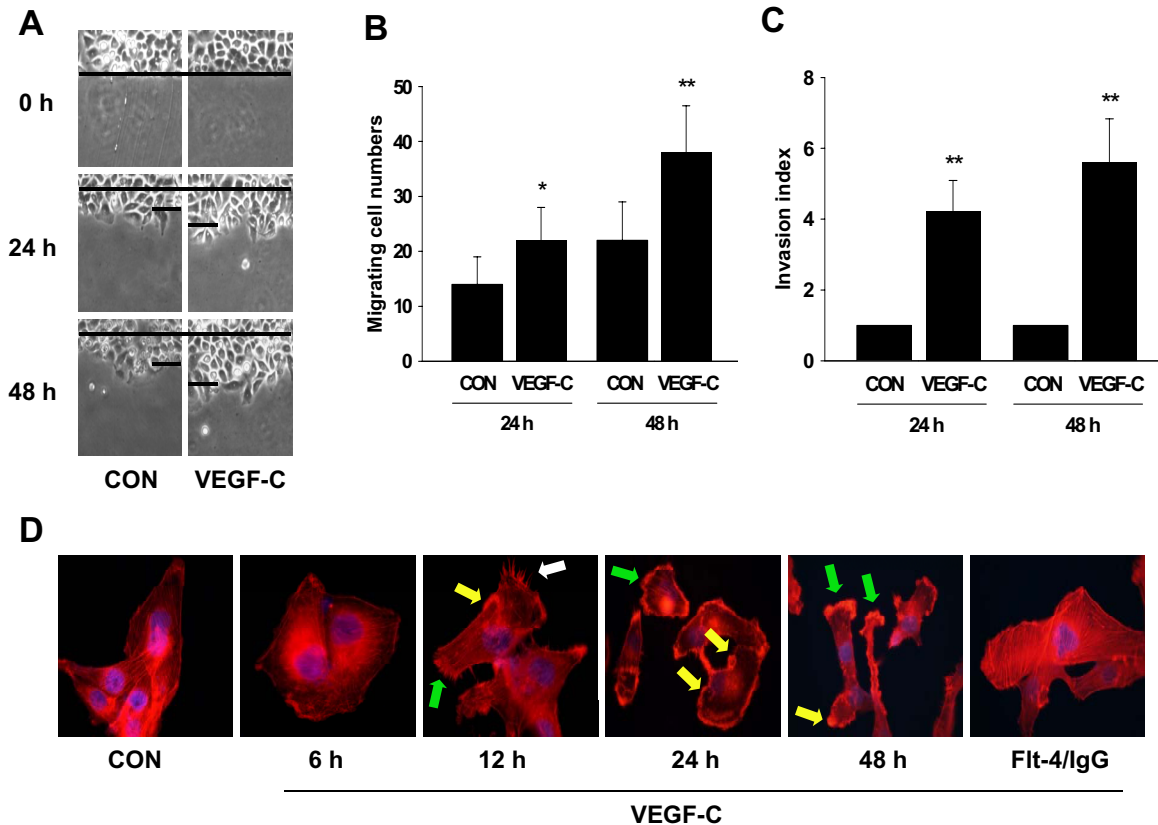 A
0 h
24 h
48 h
CON VEGF-C
B
Migrating cell numbers
50
40
30
20
10
0
*
**
CON VEGF-C CON VEGF-C
24 h 48 h
C
Invasion index
8
6
4
2
0
**
**
CON VEGF-C CON VEGF-C
24 h 48 h
D
CON 6 h 12 h 24 h 48 h Flt-4/IgG
VEGF-C